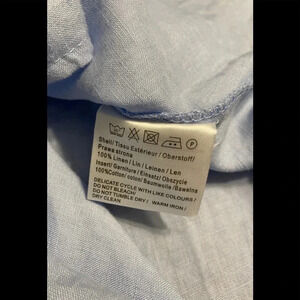 Shell/ Tissu Extérieur / Oberstoff/
Prawa strona
100% Linen / Lin / Leinen / Len
Insert/ Garniture / Einsatz/ Obszycie
100%Cotton/ coton/ Baumwolle /Bawelna
DELICATE CYCLE WITH LIKE COLOURS /
DO NOT BLEACH/
DO NOT TUMBLE DRY / WARM IRON /
DRY CLEAN